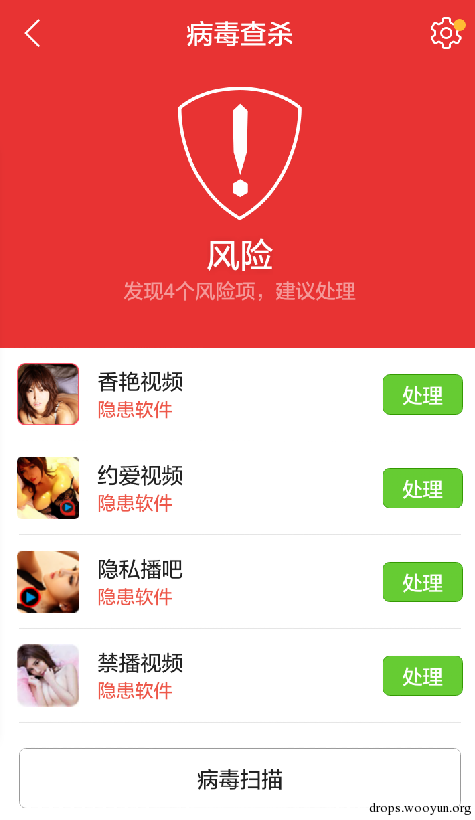 病毒查杀
风险
发现4个风险项，建议处理
香艳视频
隐患软件
处理
约爱视频
隐患软件
处理
隐私播吧
隐患软件
处理
禁播视频
隐患软件
处理
病毒扫描
drops.wooyun.org